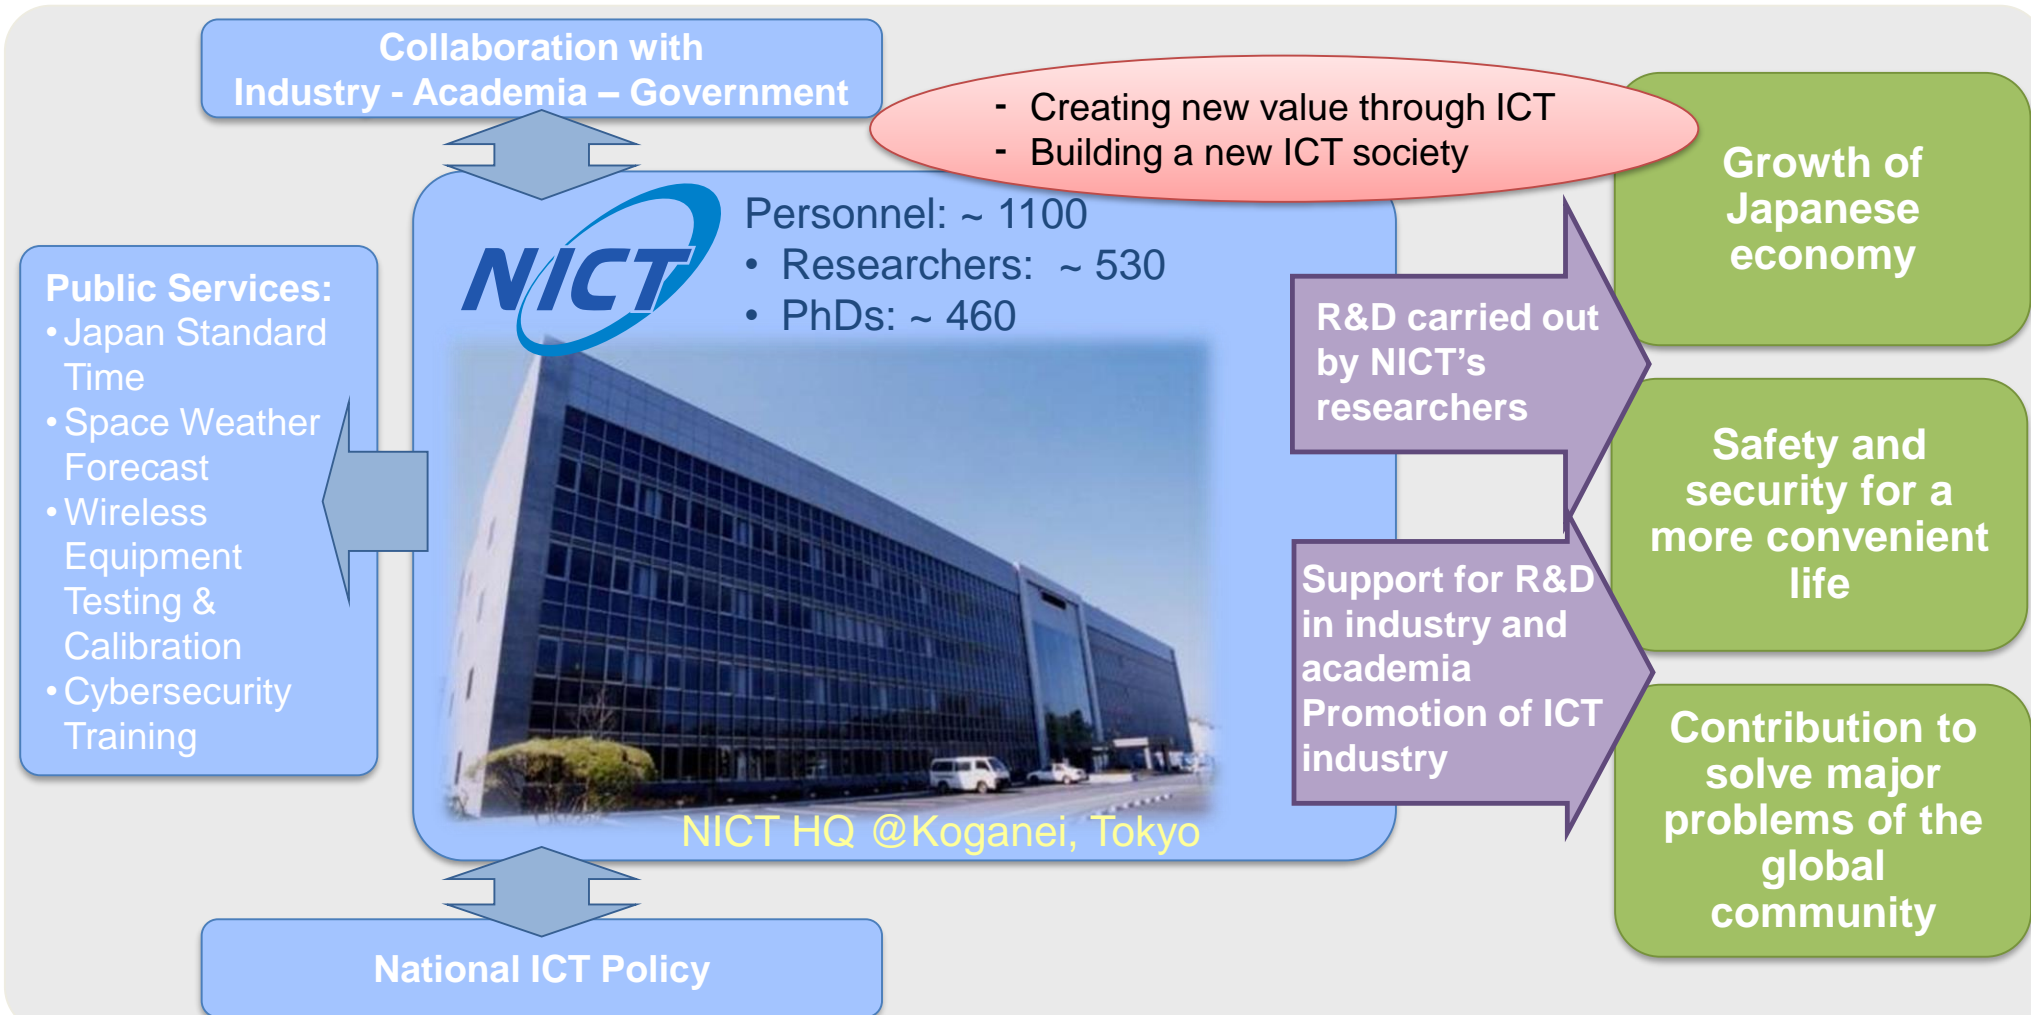 Collaboration with
Industry - Academia – Government
- Creating new value through ICT
- Building a new ICT society
NICT
Personnel: ~ 1100
• Researchers: ~ 530
• PhDs: ~ 460
NICT HQ @Koganei, Tokyo
Public Services:
• Japan Standard
Time
• Space Weather
Forecast
• Wireless
Equipment
Testing &
Calibration
• Cybersecurity
Training
R&D carried out
by NICT’s
researchers
Support for R&D
in industry and
academia
Promotion of ICT
industry
Growth of
Japanese
economy
Safety and
security for a
more convenient
life
Contribution to
solve major
problems of the
global
community
National ICT Policy